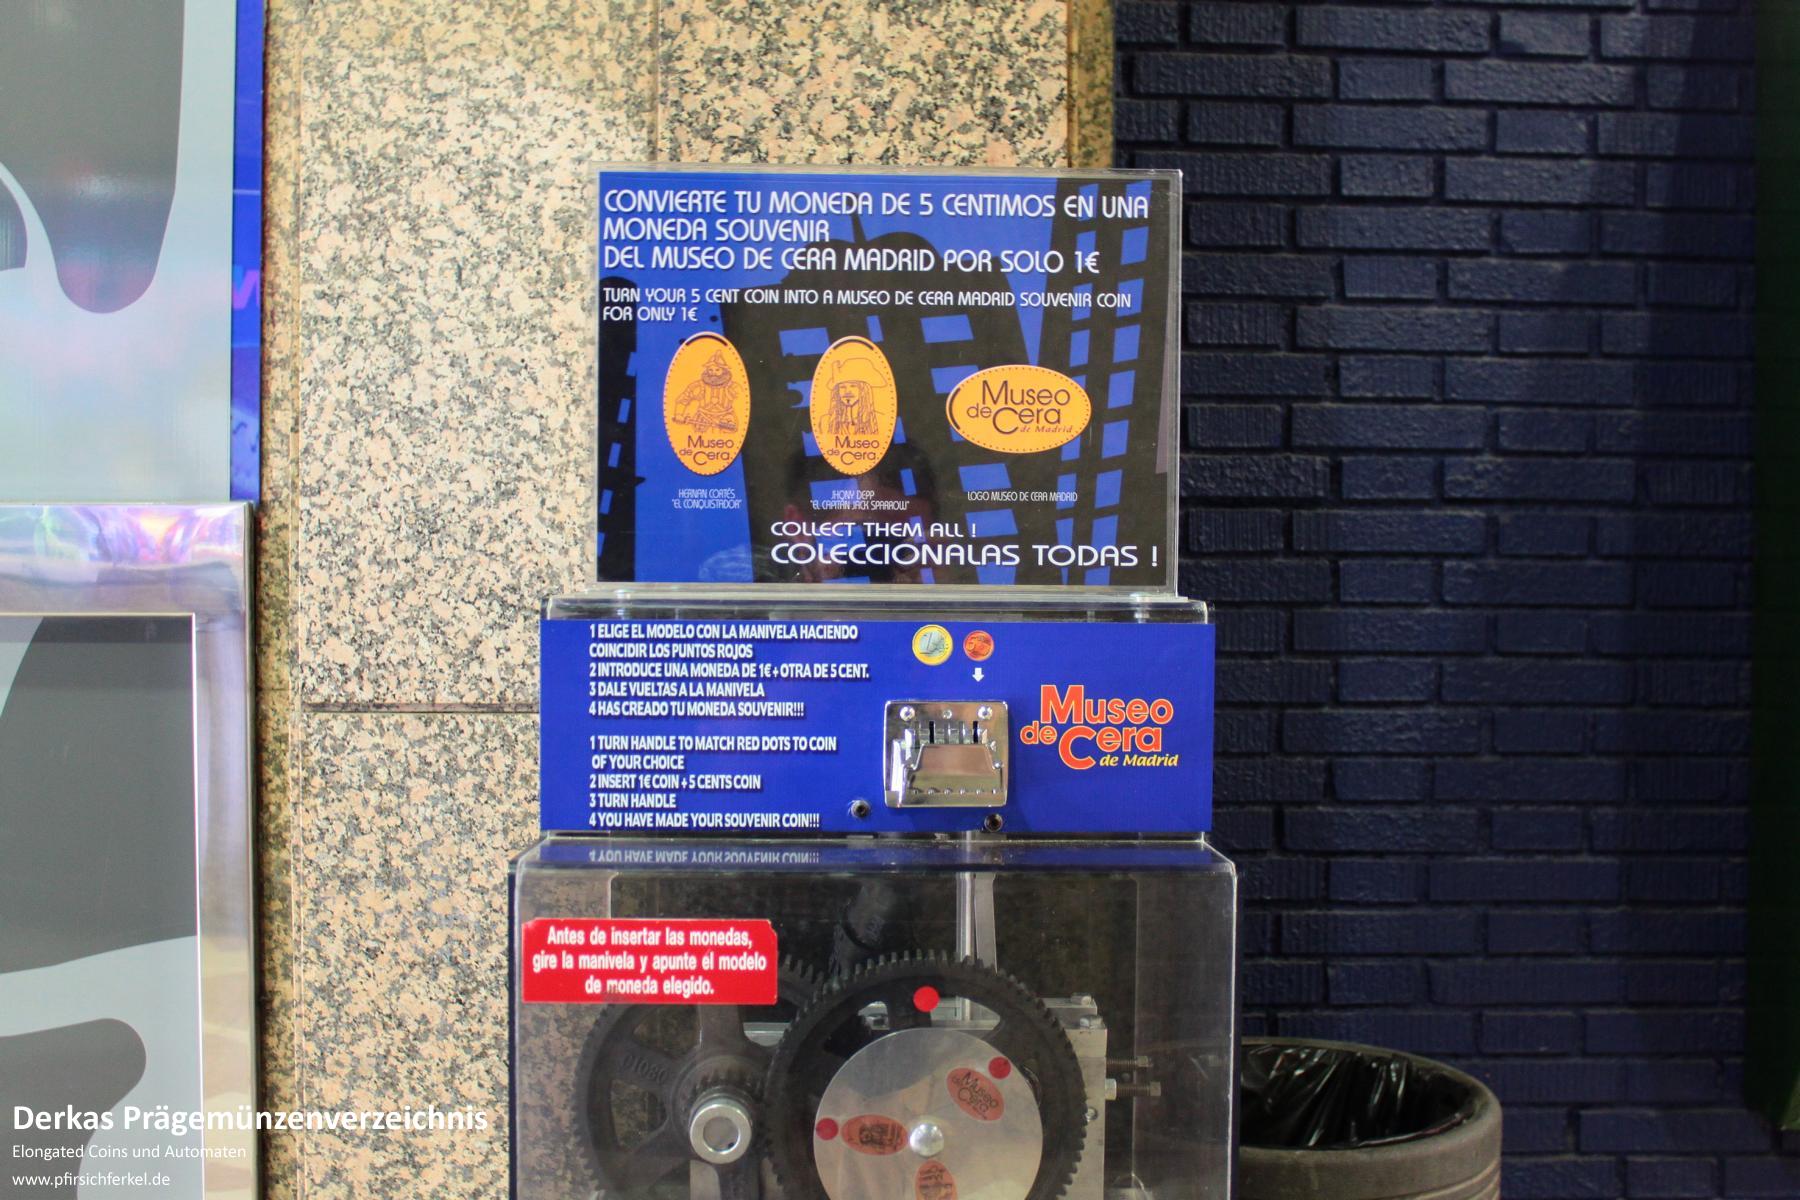 CONVIERTE TU MONEDA DE 5 CENTIMOS EN UNA
MONEDA SOUVENIR
DEL MUSEO DE CERA MADRID POR SOLO 1€
TURN YOUR 5 CENT COIN INTO A MUSEO DE CERA MADRID SOUVENIR COIN
FOR ONLY 1€
Museo
de Cera
Museo
de Cera
Museo
de Cera
de Madrid
HERNAN CORTÉS
"EL CONQUISTADOR"
JHONY DEPP
"EL CAPITÁN JACK SPARROW"
LOGO MUSEO DE CERA MADRID
COLLECT THEM ALL !
COLECCIONALAS TODAS !
1 ELIGE EL MODELO CON LA MANIVELA HACIENDO
COINCIDIR LOS PUNTOS ROJOS
2 INTRODUCE UNA MONEDA DE 1€ + OTRA DE 5 CENT.
3 DALE VUELTAS A LA MANIVELA
4 HAS CREADO TU MONEDA SOUVENIR!!!
1 TURN HANDLE TO MATCH RED DOTS TO COIN
OF YOUR CHOICE
2 INSERT 1€ COIN + 5 CENTS COIN
3 TURN HANDLE
4 YOU HAVE MADE YOUR SOUVENIR COIN!!!
Museo
de Cera
de Madrid
Antes de insertar las monedas,
gire la manivela y apunte el modelo
de moneda elegido.
Museo
de Cera
Derkas Prägemünzenverzeichnis
Elongated Coins und Automaten
www.pfirsichferkel.de